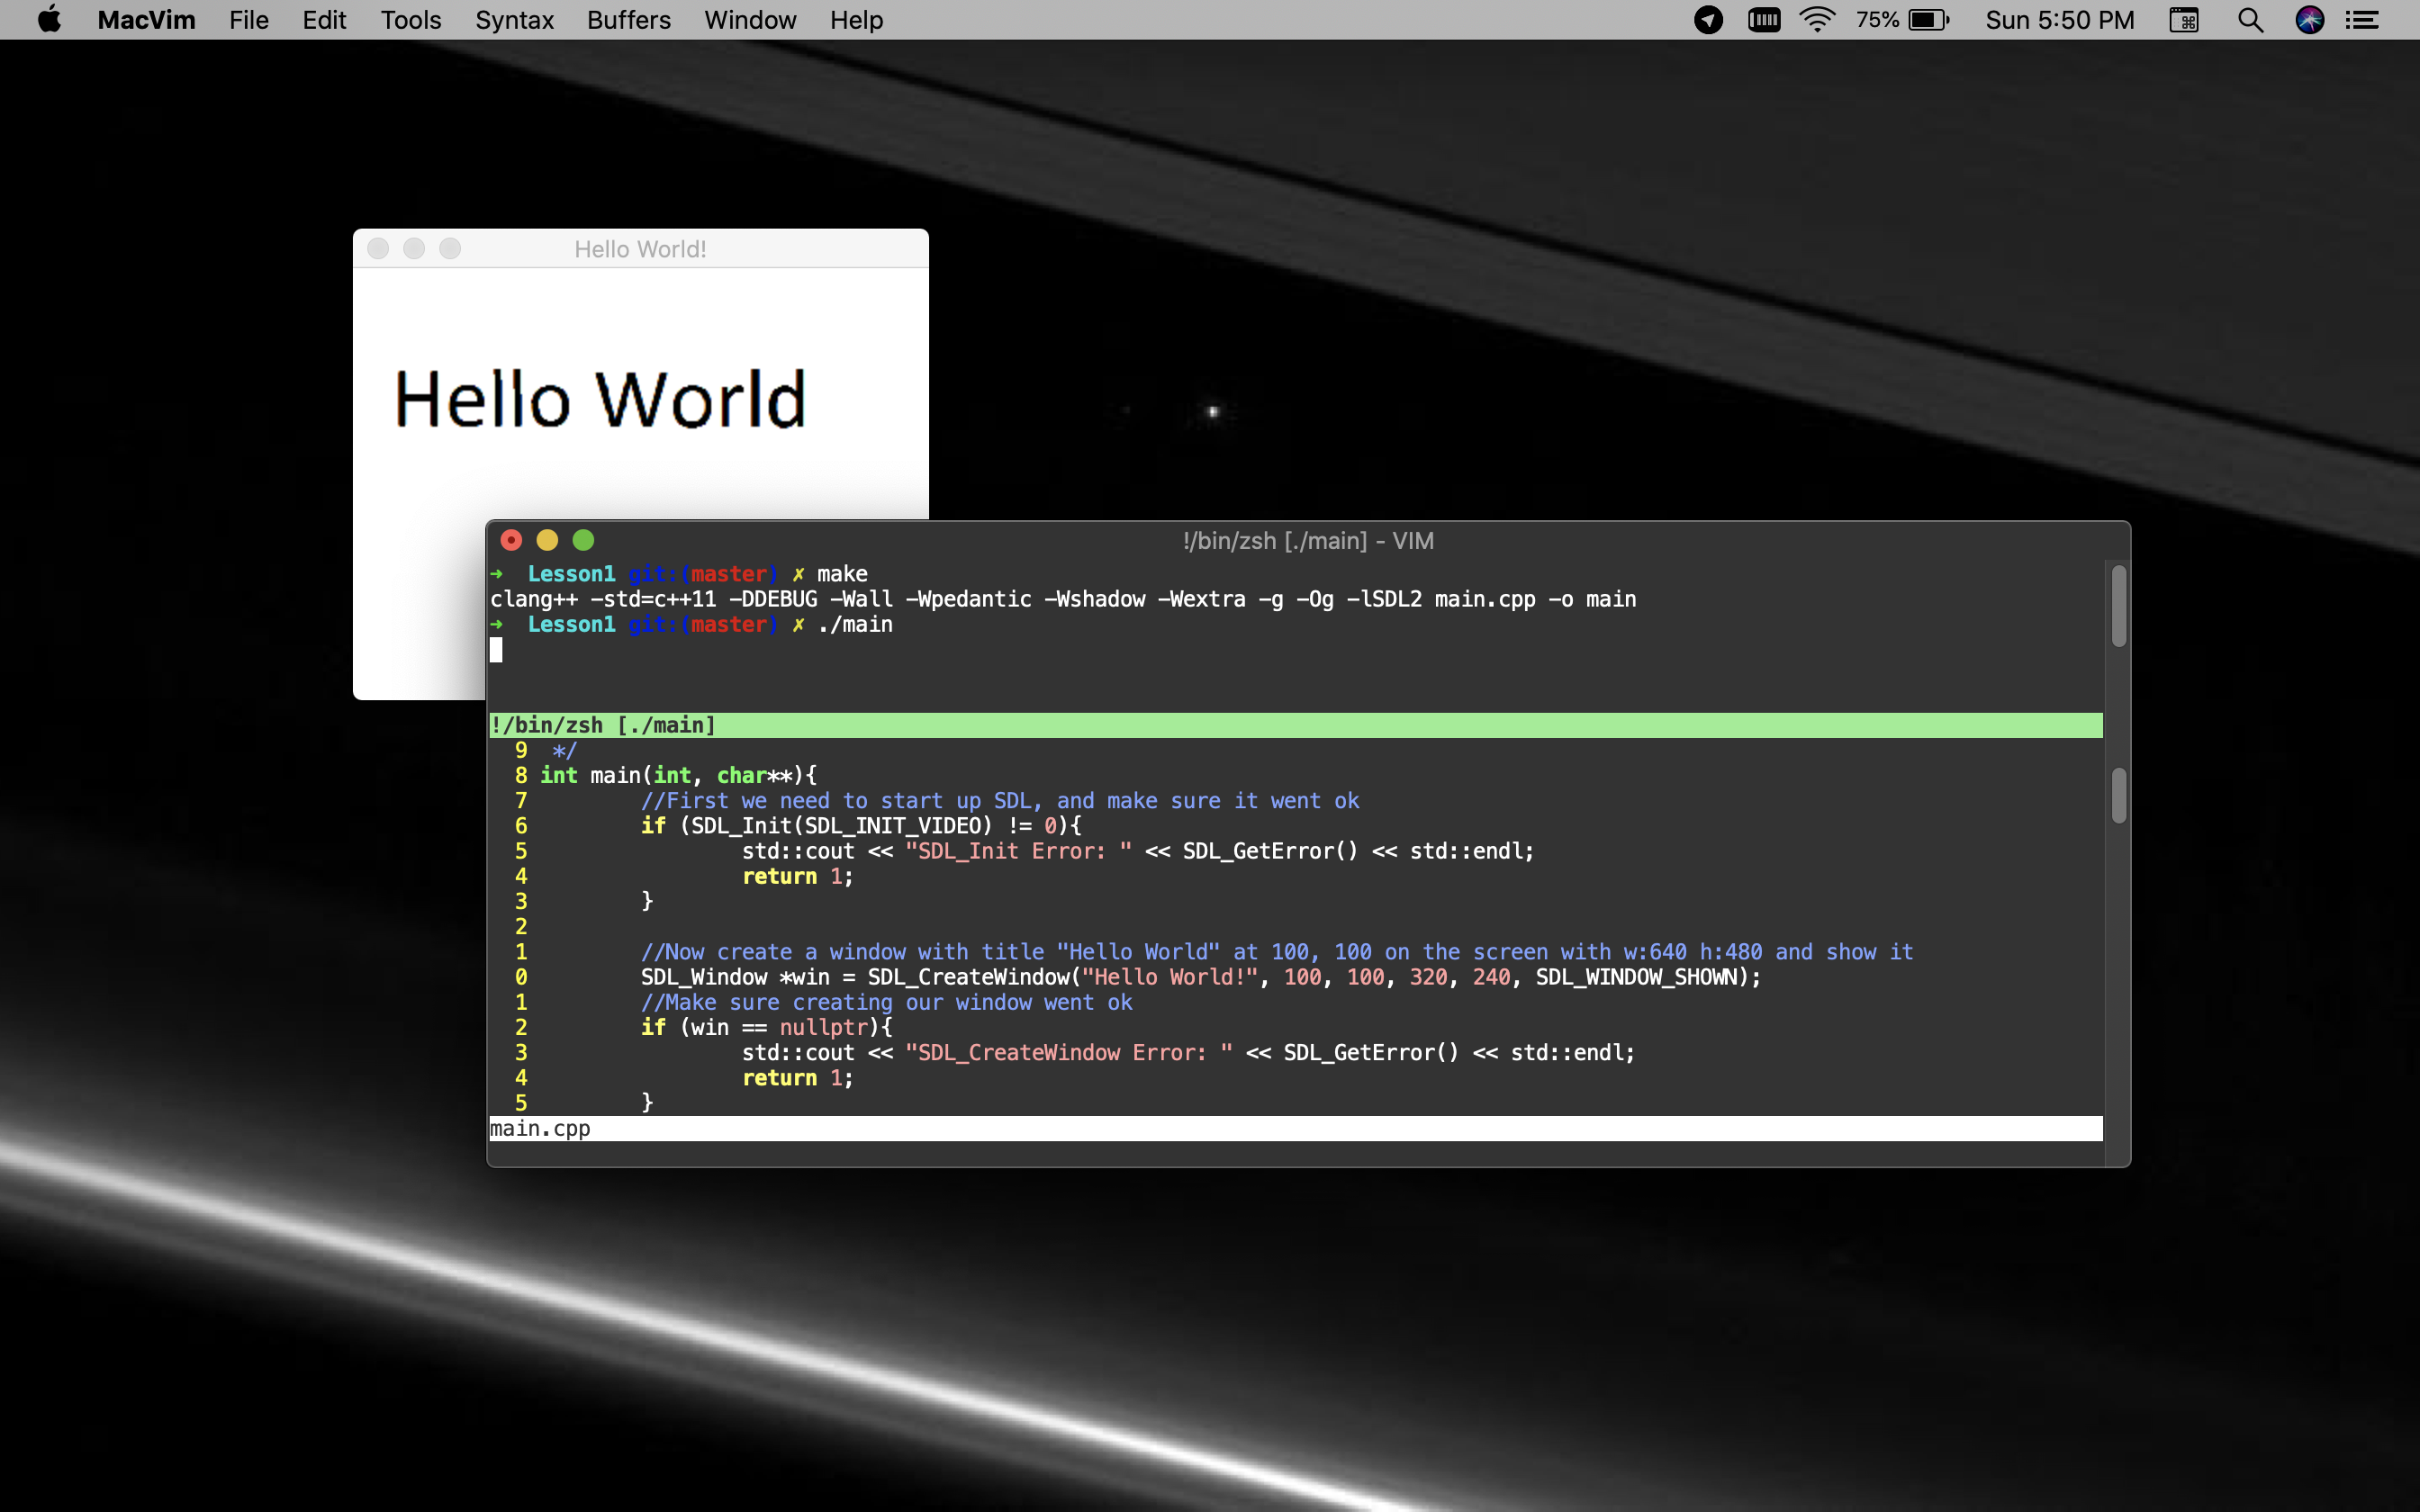 MacVim File Edit Tools Syntax Buffers Window Help 75% Sun 5:50 PM
Hello World!
Hello World
!/bin/zsh [./main] - VIM
➜  Lesson1 git:(master) ✗ make
clang++ -std=c++11 -DDEBUG -Wall -Wpedantic -Wshadow -Wextra -g -Og -lSDL2 main.cpp -o main
➜  Lesson1 git:(master) ✗ ./main
!/bin/zsh [./main]
9  */
8 int main(int, char**){
7         //First we need to start up SDL, and make sure it went ok
6         if (SDL_Init(SDL_INIT_VIDEO) != 0){
5                 std::cout << "SDL_Init Error: " << SDL_GetError() << std::endl;
4                 return 1;
3         }
2
1         //Now create a window with title "Hello World" at 100, 100 on the screen with w:640 h:480 and show it
0         SDL_Window *win = SDL_CreateWindow("Hello World!", 100, 100, 320, 240, SDL_WINDOW_SHOWN);
1         //Make sure creating our window went ok
2         if (win == nullptr){
3                 std::cout << "SDL_CreateWindow Error: " << SDL_GetError() << std::endl;
4                 return 1;
5         }
main.cpp